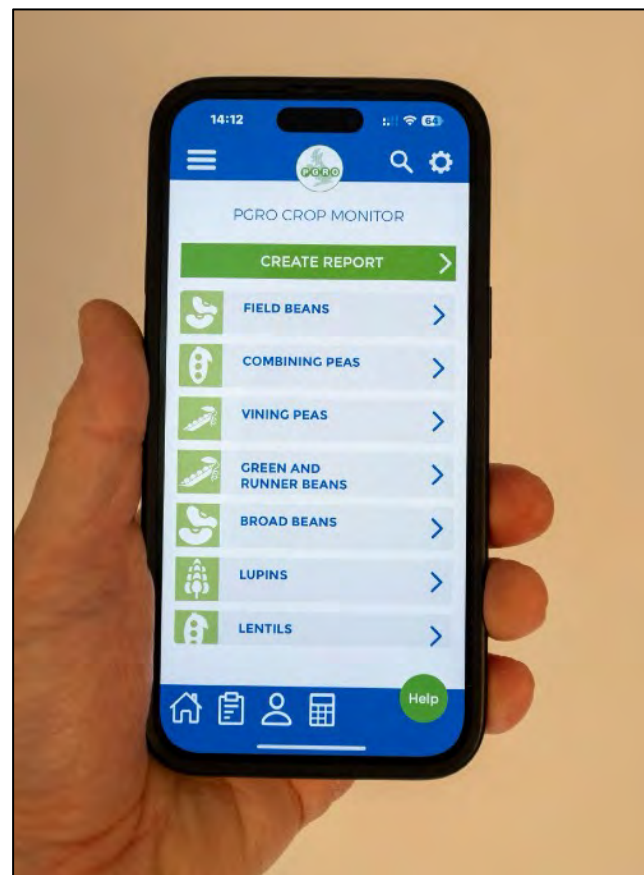 14:12
64
PGRO
PGRO CROP MONITOR
CREATE REPORT
FIELD BEANS
COMBINING PEAS
VINING PEAS
GREEN AND
RUNNER BEANS
BROAD BEANS
LUPINS
LENTILS
Help